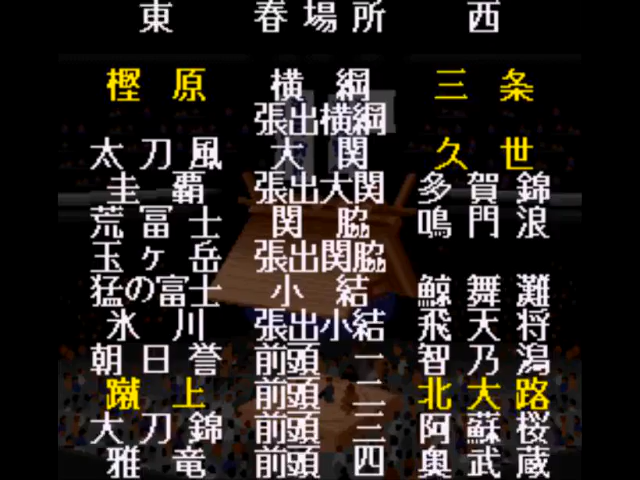 東 春場所 西
樫原 横綱 三条
張出横綱
太刀風 大関 久世
圭覇 張出大関 多賀錦
荒冨士 関脇 鳴門浪
玉ヶ岳 張出関脇
猛の富士 小結 鯨舞灘
氷川 張出小結 飛天将
朝日誉 前頭一 智乃潟
蹴上 前頭二 北大路
大刀錦 前頭三 阿蘇桜
雅竜 前頭四 奥武蔵